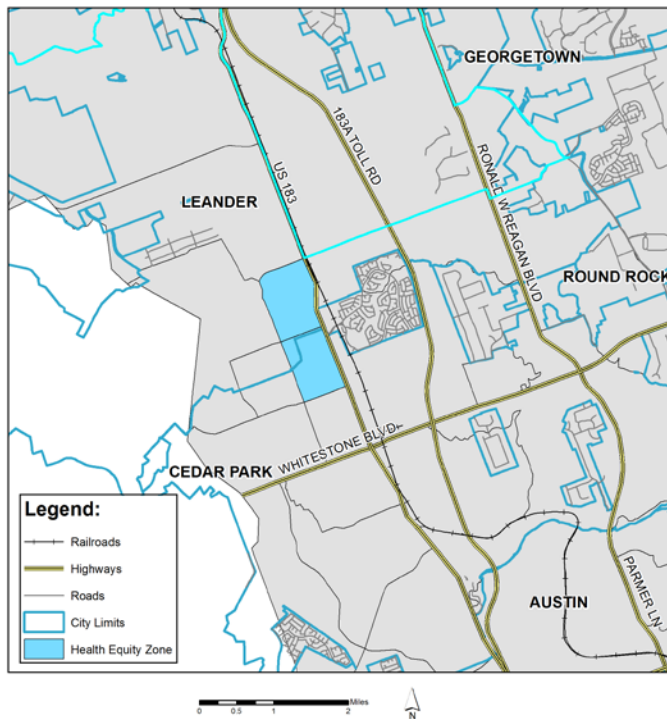 GEORGETOWN
183A TOLL RD
US 183
RONALD W REAGAN BLVD
LEANDER
ROUND ROCK
WHITESTONE BLVD
CEDAR PARK
Legend:
Railroads
Highways
Roads
City Limits
Health Equity Zone
AUSTIN
PARMER LN
Miles
0 0.5 1 2
N